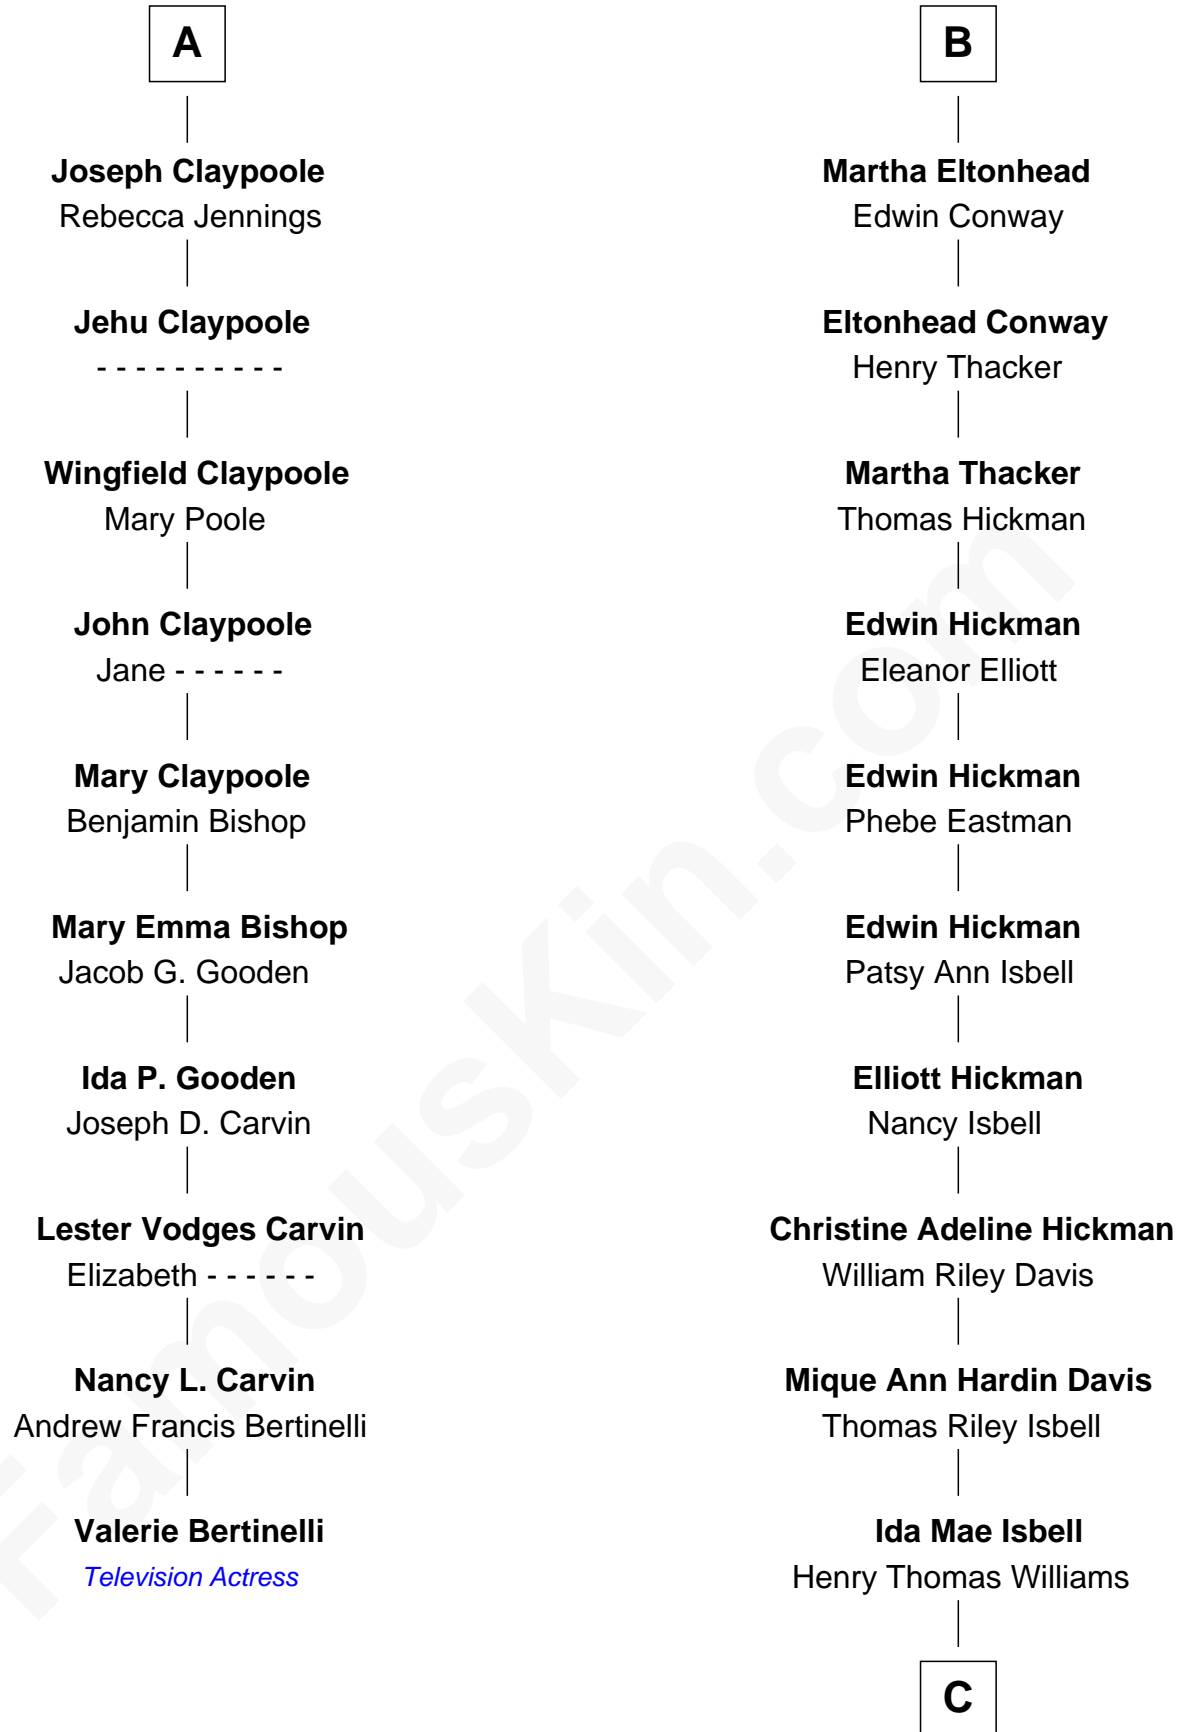 A
Joseph Claypoole
Rebecca Jennings
Jehu Claypoole
- - - - - - - - - -
Wingfield Claypoole
Mary Poole
John Claypoole
Jane - - - - - -
Mary Claypoole
Benjamin Bishop
Mary Emma Bishop
Jacob G. Gooden
Ida P. Gooden
Joseph D. Carvin
Lester Vodges Carvin
Elizabeth - - - - - -
Nancy L. Carvin
Andrew Francis Bertinelli
Valerie Bertinelli
Television Actress
B
Martha Eltonhead
Edwin Conway
Eltonhead Conway
Henry Thacker
Martha Thacker
Thomas Hickman
Edwin Hickman
Eleanor Elliott
Edwin Hickman
Phebe Eastman
Edwin Hickman
Patsy Ann Isbell
Elliott Hickman
Nancy Isbell
Christine Adeline Hickman
William Riley Davis
Mique Ann Hardin Davis
Thomas Riley Isbell
Ida Mae Isbell
Henry Thomas Williams
C
FamousKin.com